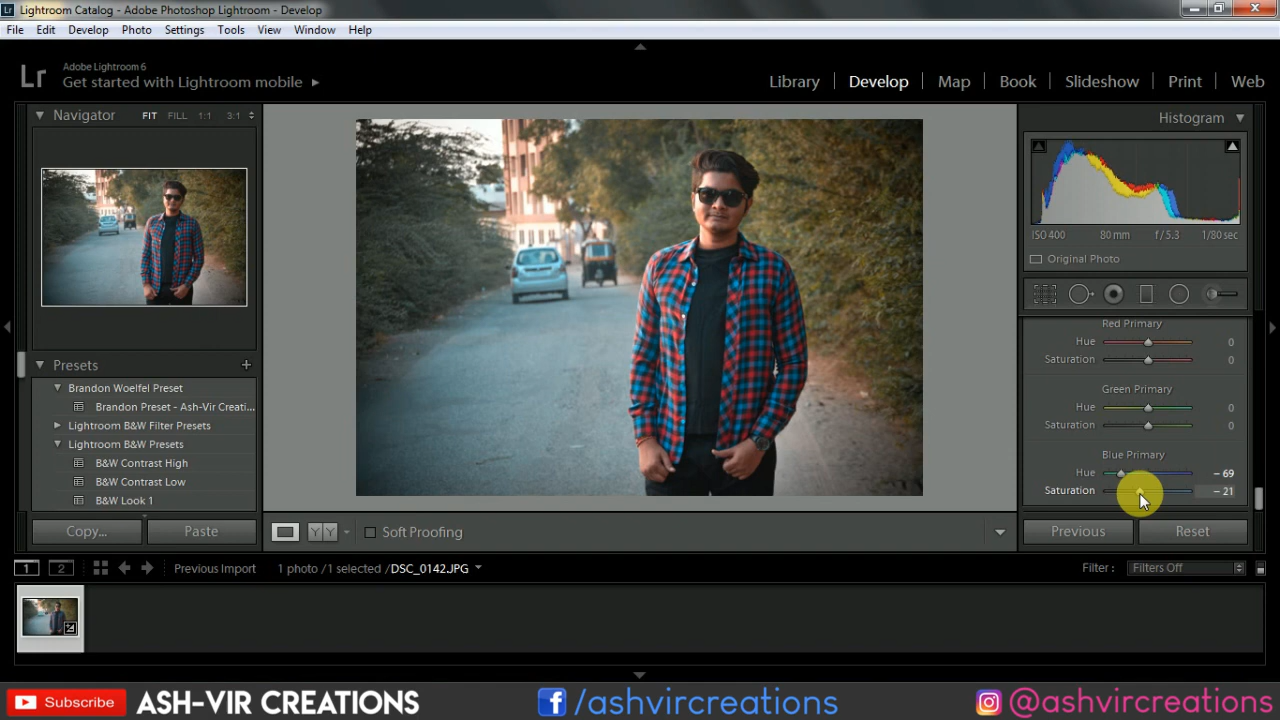 Lr Lightroom Catalog - Adobe Photoshop Lightroom - Develop
File Edit Develop Photo Settings Tools View Window Help
Lr
Adobe Lightroom 6
Get started with Lightroom mobile
Library Develop Map Book Slideshow Print Web
Navigator FIT FILL 1:1 3:1
Histogram
ISO 400 80 mm f / 5.3 1/80 sec
Original Photo
Presets +
Brandon Woelfel Preset
Brandon Preset - Ash-Vir Creati...
Lightroom B&W Filter Presets
Lightroom B&W Presets
B&W Contrast High
B&W Contrast Low
B&W Look 1
Copy... Paste
Red Primary
Hue 0
Saturation 0
Green Primary
Hue 0
Saturation 0
Blue Primary
Hue – 69
Saturation – 21
Y Y Soft Proofing
Previous Reset
1 2 Previous Import 1 photo / 1 selected / DSC_0142.JPG
Filter : Filters Off
Subscribe ASH-VIR CREATIONS f /ashvircreations @ashvircreations